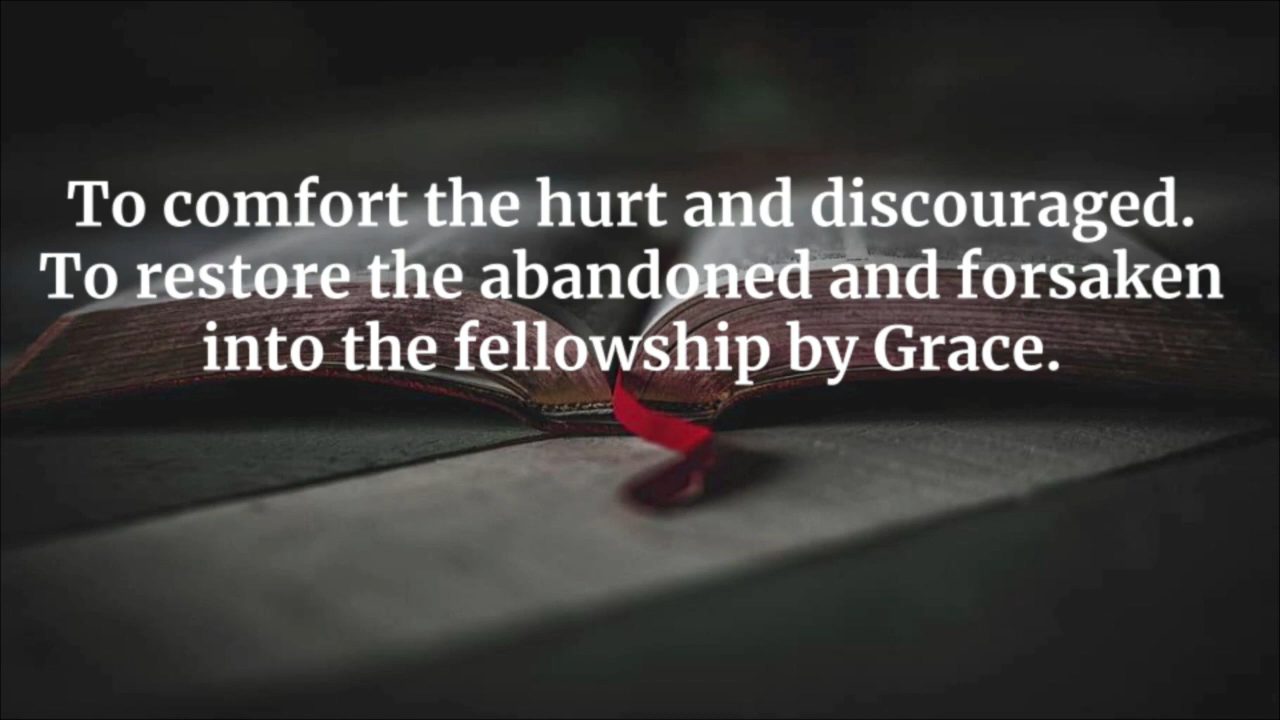 To comfort the hurt and discouraged.
To restore the abandoned and forsaken
into the fellowship by Grace.